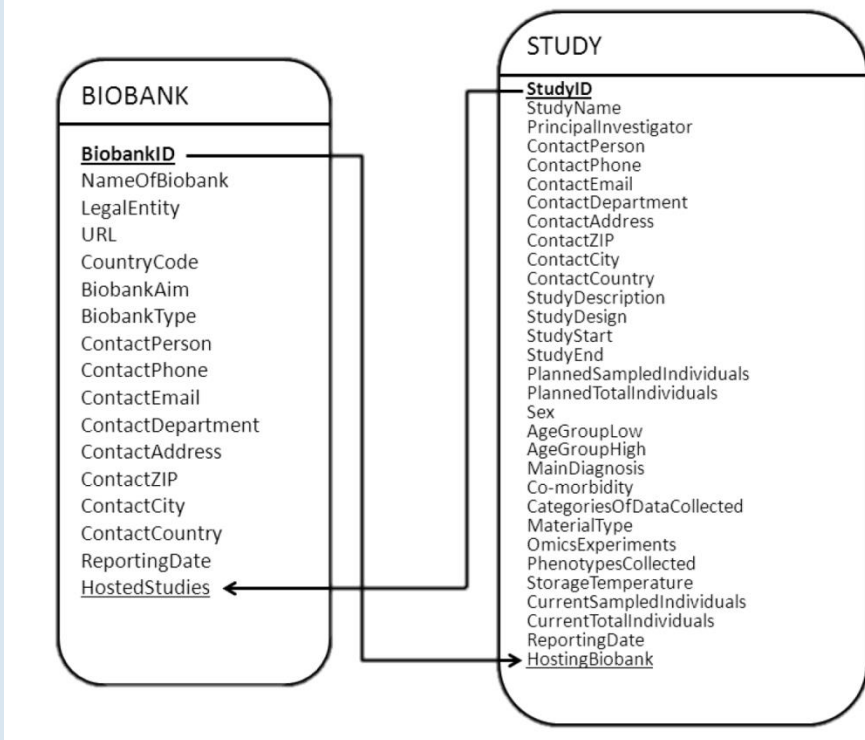 BIOBANK
BiobankID
NameOfBiobank
LegalEntity
URL
CountryCode
BiobankAim
BiobankType
ContactPerson
ContactPhone
ContactEmail
ContactDepartment
ContactAddress
ContactZIP
ContactCity
ContactCountry
ReportingDate
HostedStudies
STUDY
StudyID
StudyName
PrincipalInvestigator
ContactPerson
ContactPhone
ContactEmail
ContactDepartment
ContactAddress
ContactZIP
ContactCity
ContactCountry
StudyDescription
StudyDesign
StudyStart
StudyEnd
PlannedSampledIndividuals
PlannedTotalIndividuals
Sex
AgeGroupLow
AgeGroupHigh
MainDiagnosis
Co-morbidity
CategoriesOfDataCollected
MaterialType
OmicsExperiments
PhenotypesCollected
StorageTemperature
CurrentSampledIndividuals
CurrentTotalIndividuals
ReportingDate
HostingBiobank